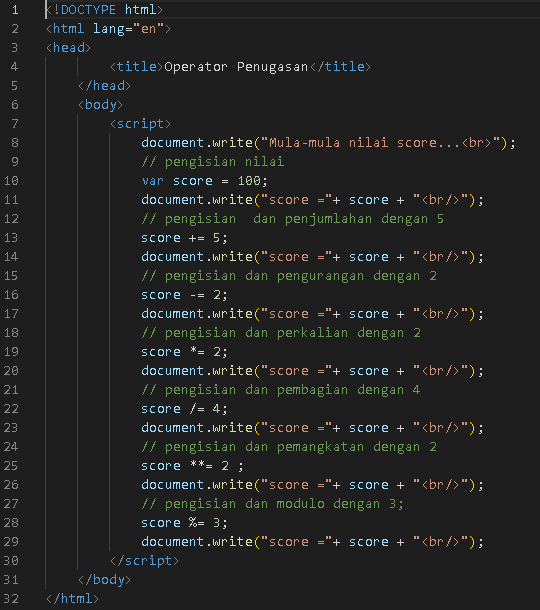 1 <!DOCTYPE html>
2 <html lang="en">
3 <head>
4 <title>Operator Penugasan</title>
5 </head>
6 <body>
7 <script>
8 document.write("Mula-mula nilai score...<br>");
9 // pengisian nilai
10 var score = 100;
11 document.write("score ="+ score + "<br/>");
12 // pengisian  dan penjumlahan dengan 5
13 score += 5;
14 document.write("score ="+ score + "<br/>");
15 // pengisian dan pengurangan dengan 2
16 score -= 2;
17 document.write("score ="+ score + "<br/>");
18 // pengisian dan perkalian dengan 2
19 score *= 2;
20 document.write("score ="+ score + "<br/>");
21 // pengisian dan pembagian dengan 4
22 score /= 4;
23 document.write("score ="+ score + "<br/>");
24 // pengisian dan pemangkatan dengan 2
25 score **= 2 ;
26 document.write("score ="+ score + "<br/>");
27 // pengisian dan modulo dengan 3;
28 score %= 3;
29 document.write("score ="+ score + "<br/>");
30 </script>
31 </body>
32 </html>